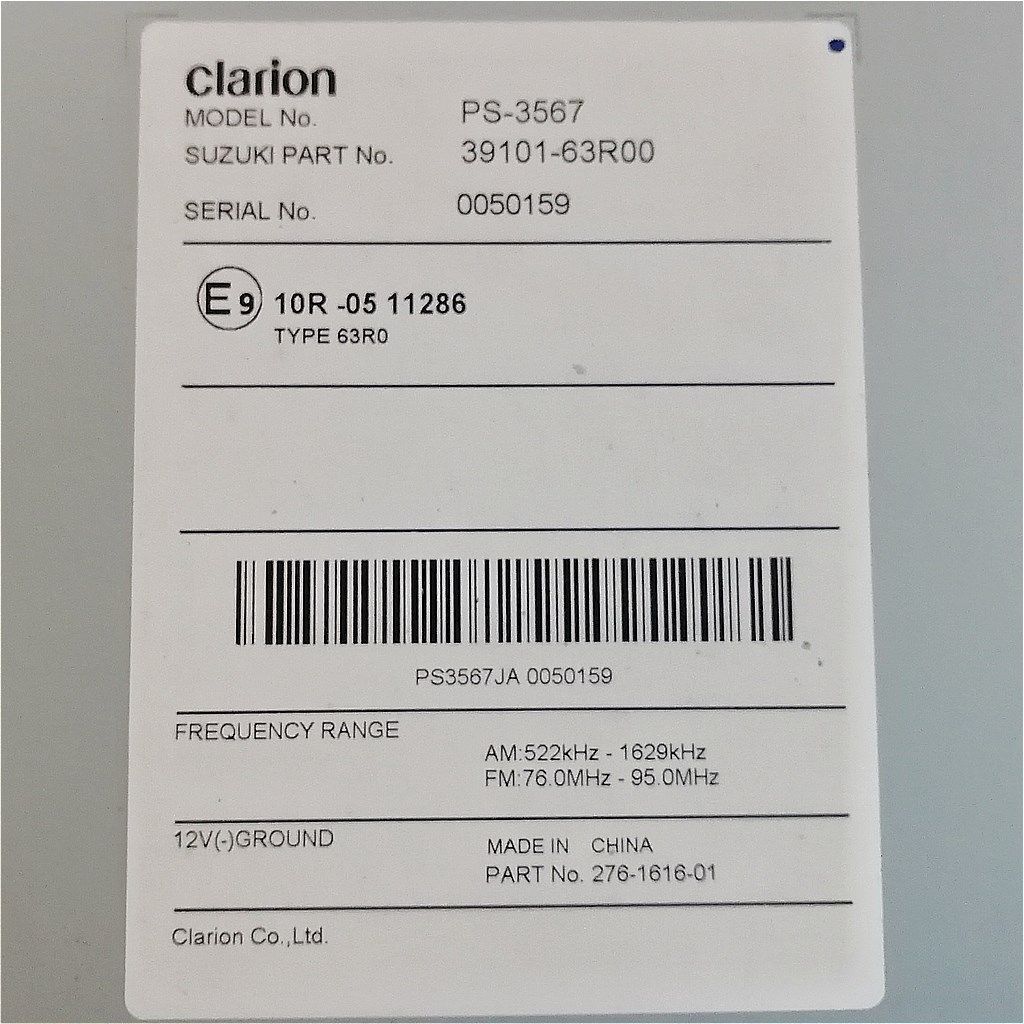 clarion
MODEL No. PS-3567
SUZUKI PART No. 39101-63R00
SERIAL No. 0050159
E9 10R -05 11286
TYPE 63R0
PS3567JA 0050159
FREQUENCY RANGE
AM:522kHz - 1629kHz
FM:76.0MHz - 95.0MHz
12V(-)GROUND MADE IN CHINA
PART No. 276-1616-01
Clarion Co.,Ltd.